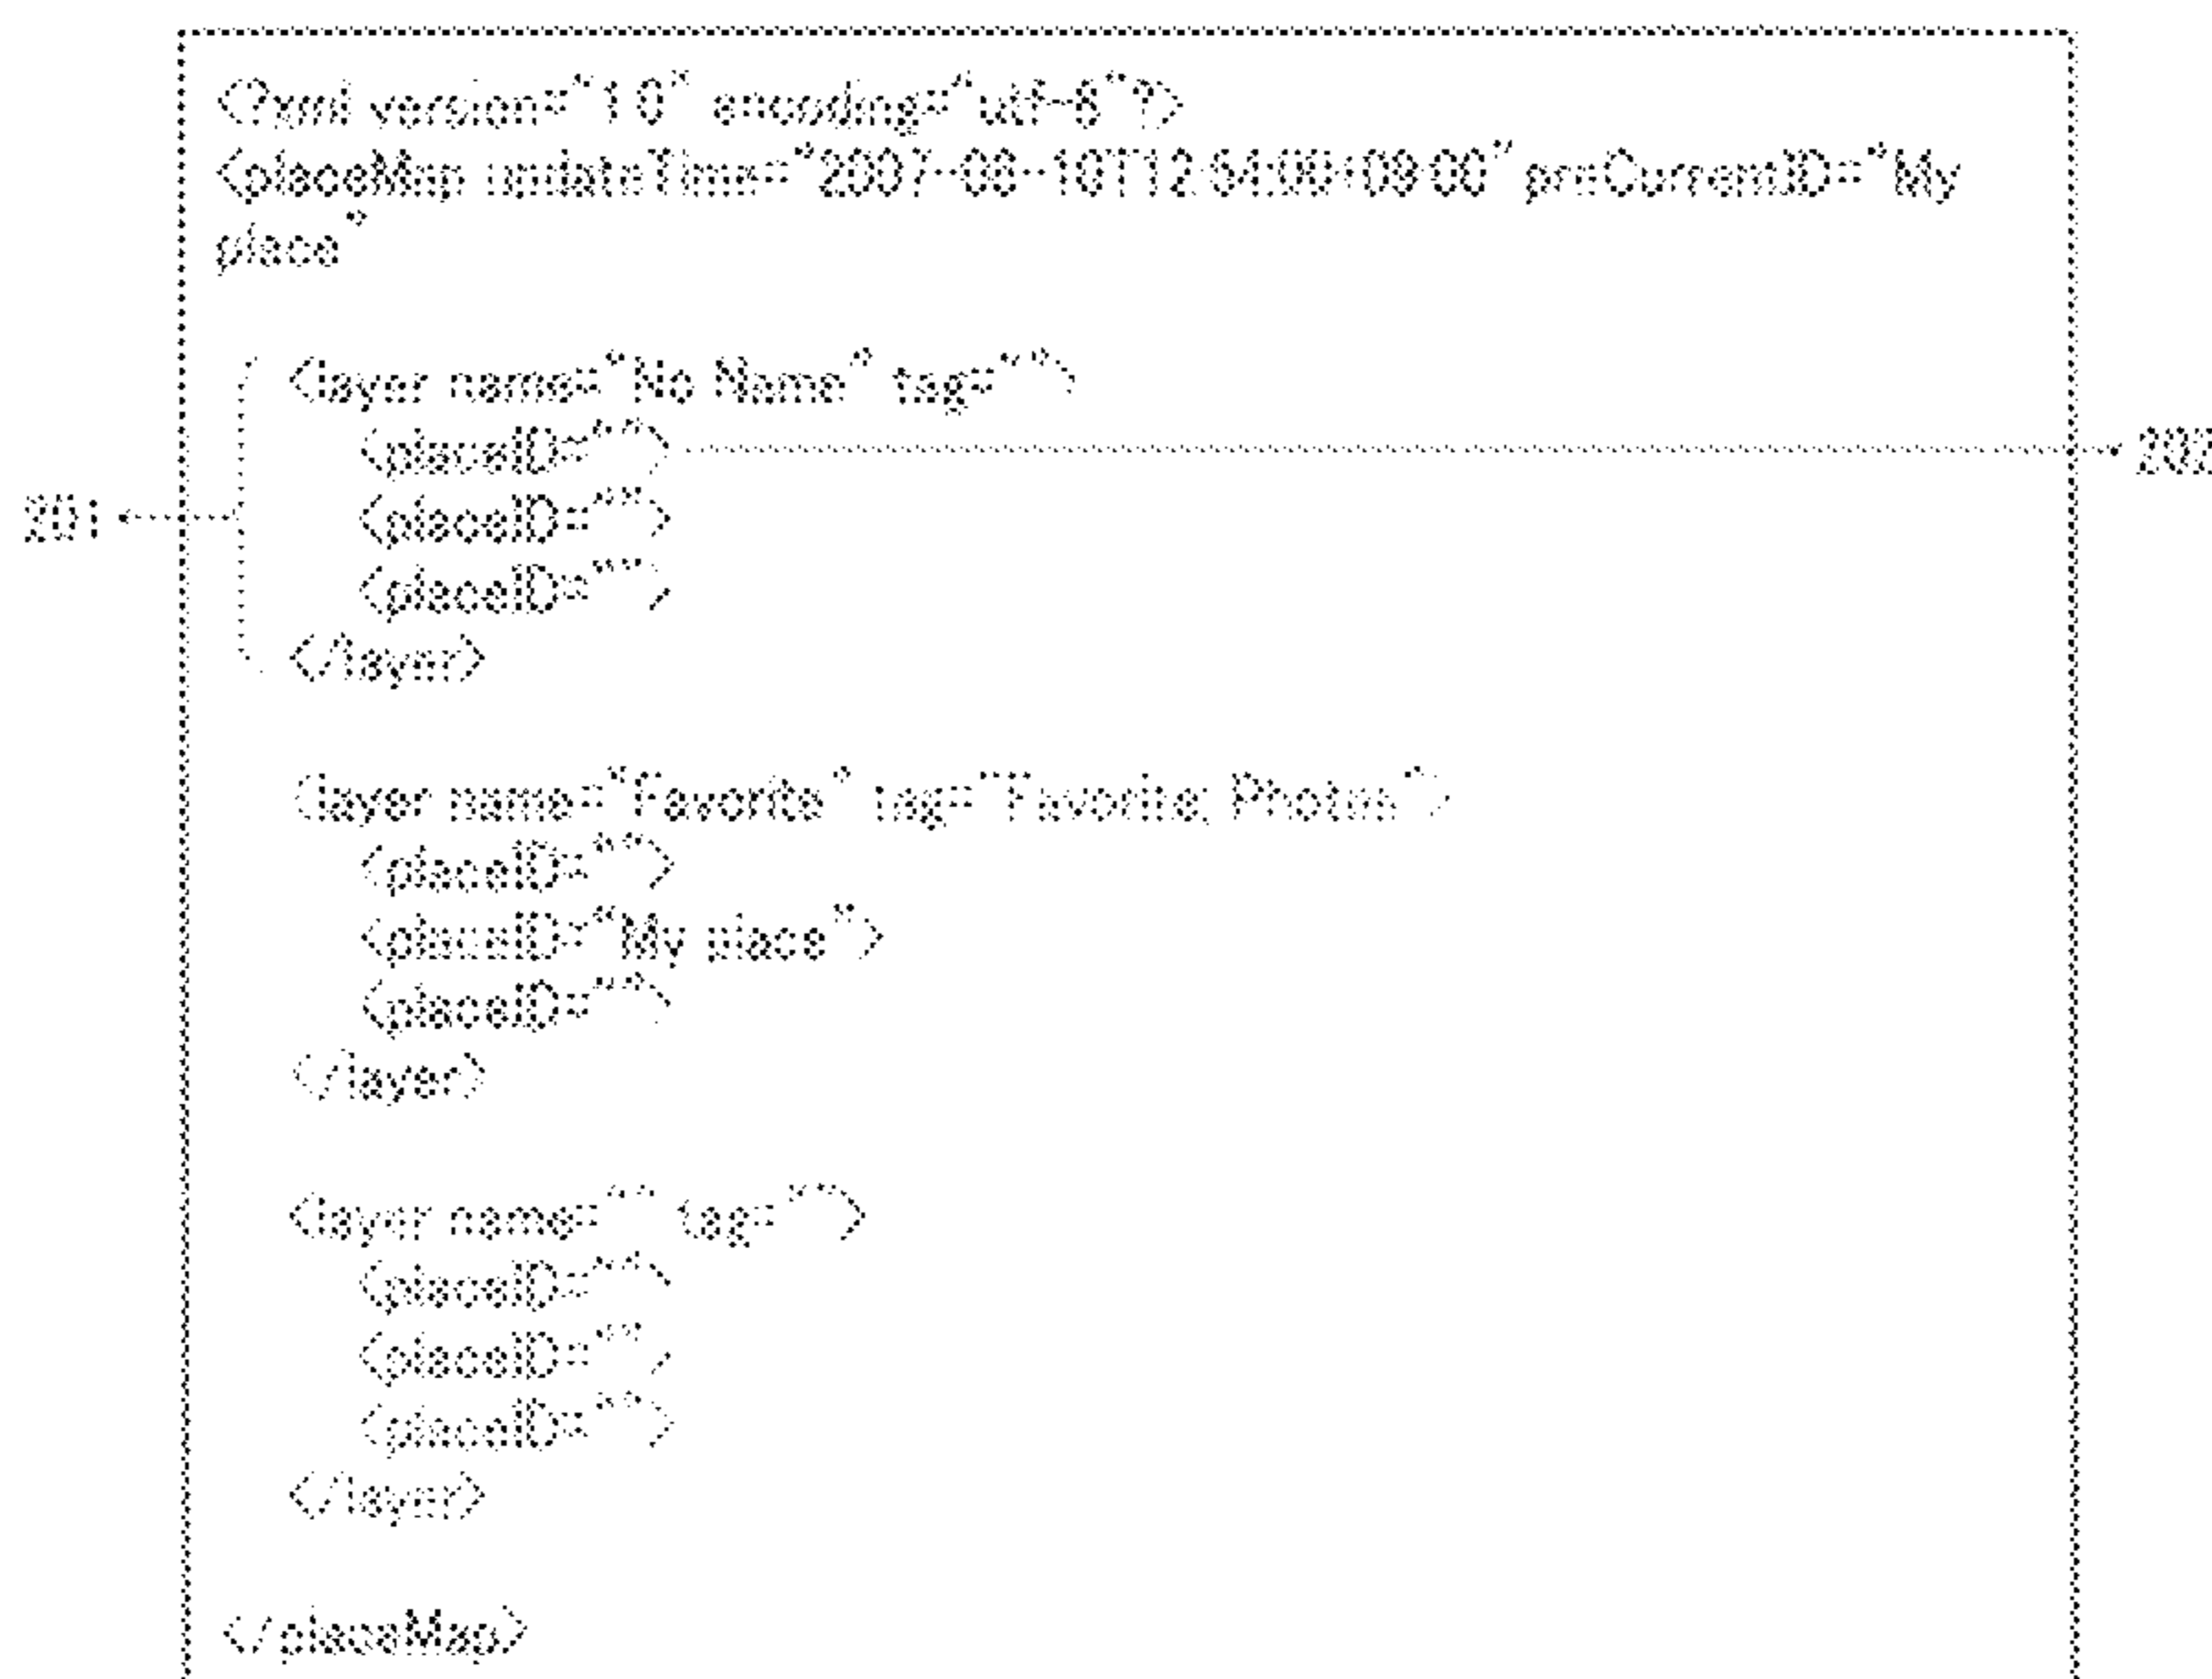 <?xml version="1.0" encoding="utf-8"?>
<placeMap updateTime="2007-08-10T12:54:00+09:00" preCurrentID="My
place"
<layer name="No Name" tag="">
<placeID="">
202
<placeID="">
201
<placeID="">
</layer>
<layer name="Favorite" tag="Favorite, Photos">
<placeID="">
<placeID="My place">
<placeID="">
</layer>
<layer name="" tag="">
<placeID="">
<placeID="">
<placeID="">
</layer>
</placeMap>